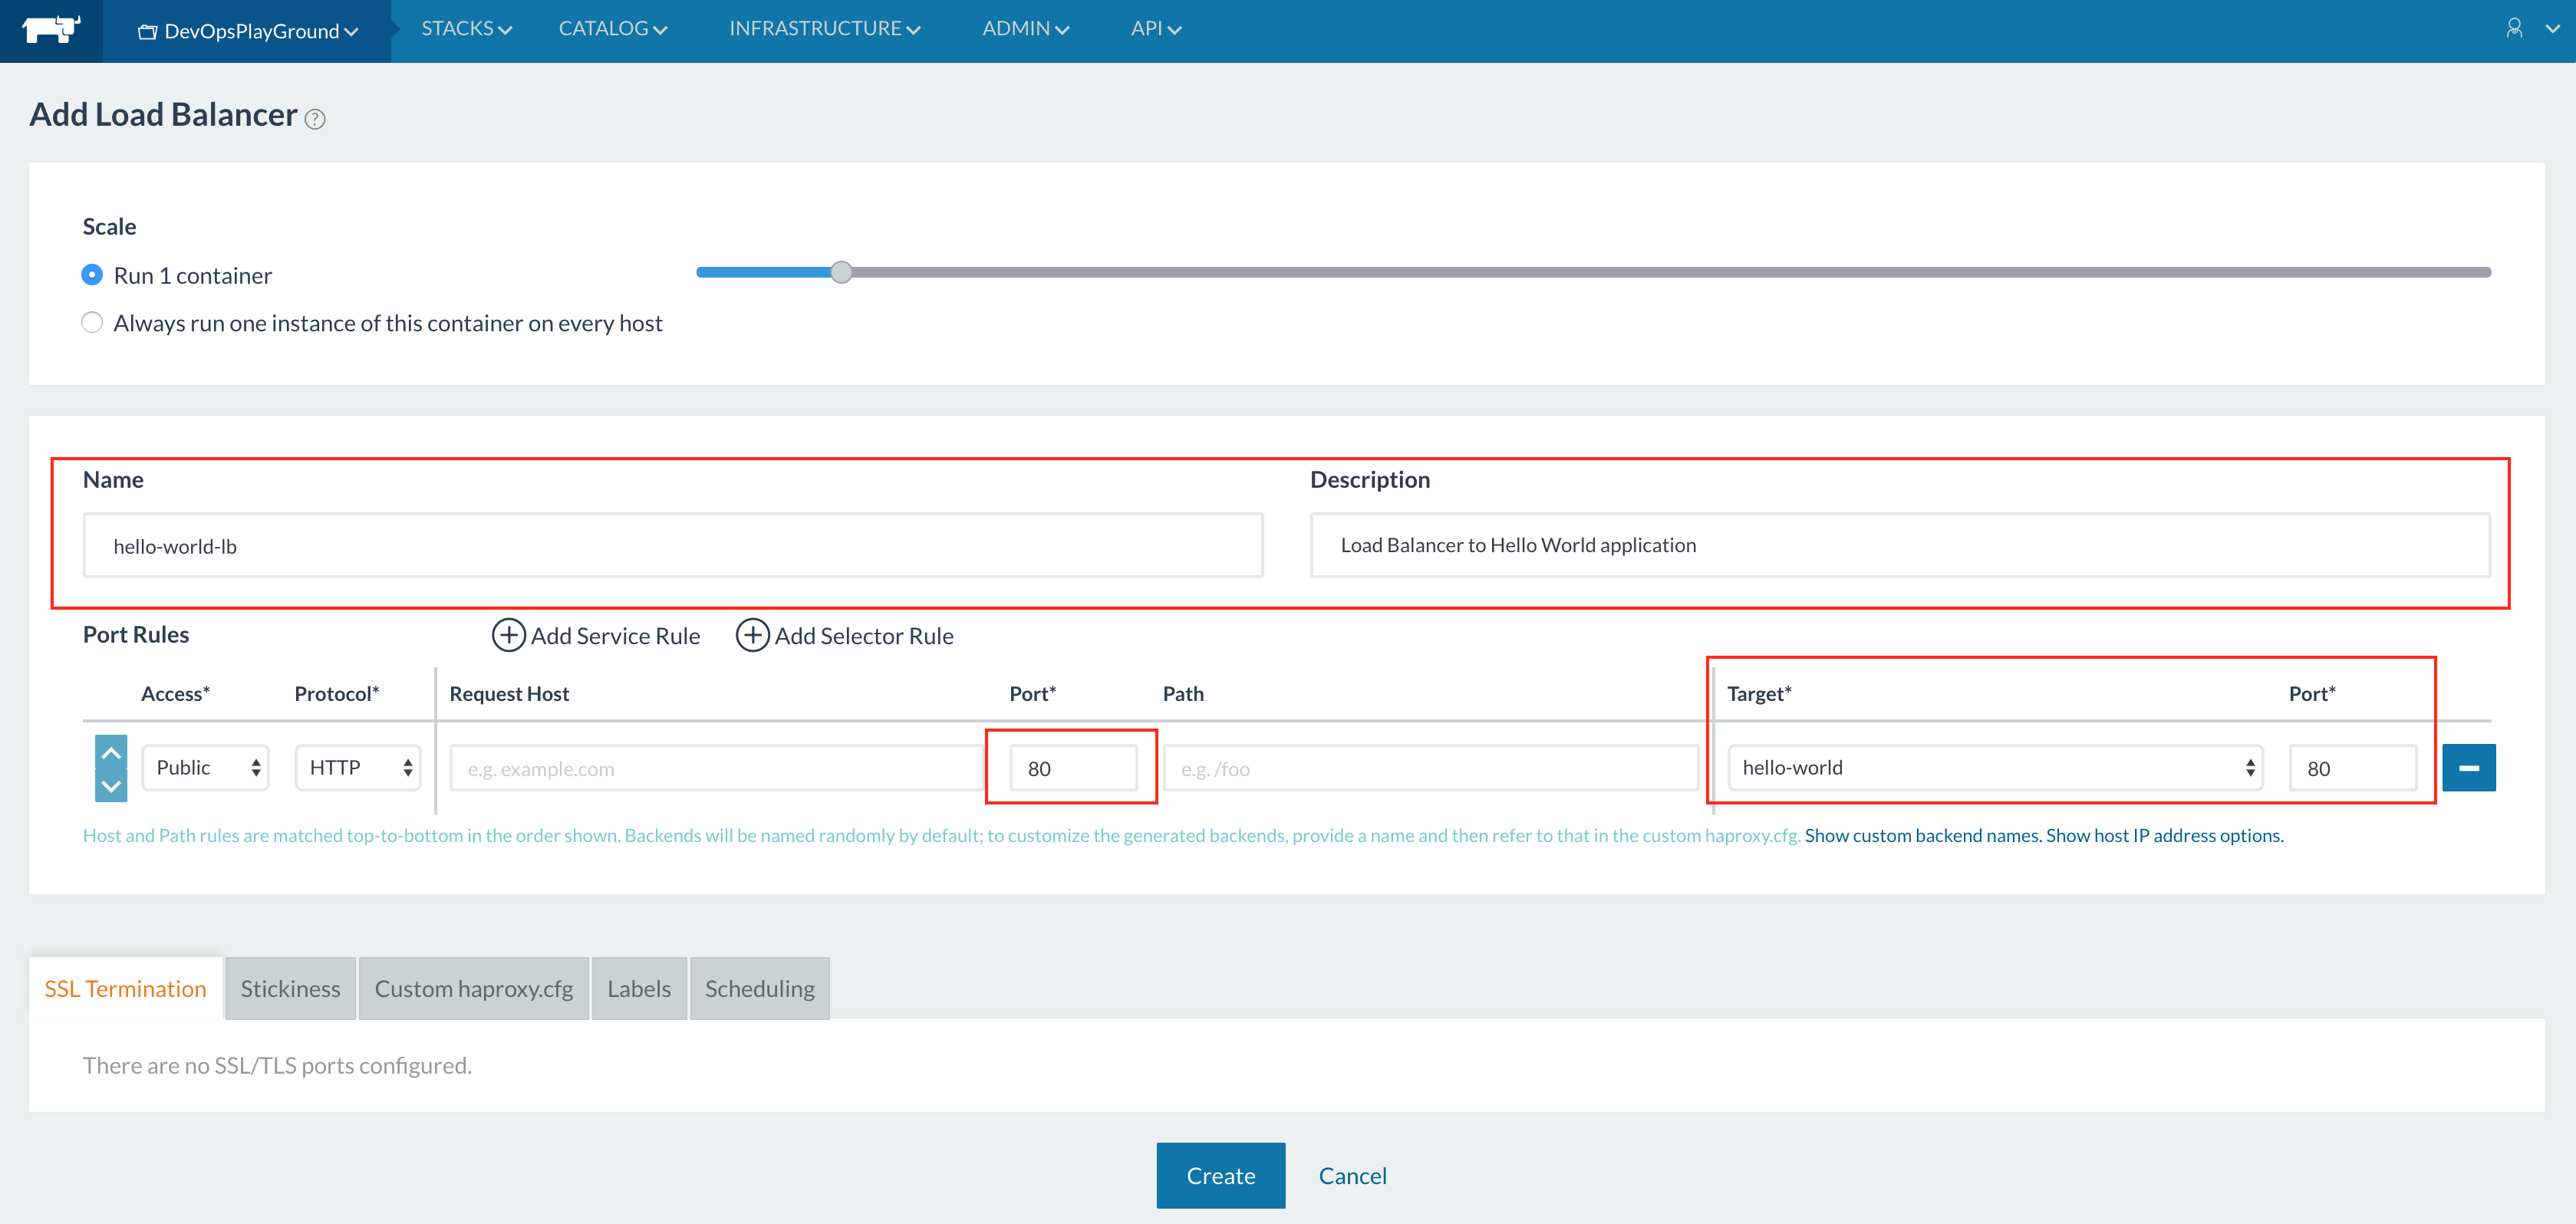 DevOpsPlayGround STACKS CATALOG INFRASTRUCTURE ADMIN API
Add Load Balancer ?
Scale
Run 1 container
Always run one instance of this container on every host
Name Description
hello-world-lb Load Balancer to Hello World application
Port Rules Add Service Rule Add Selector Rule
Access* Protocol* Request Host Port* Path Target* Port*
Public HTTP e.g. example.com 80 e.g. /foo hello-world 80
Host and Path rules are matched top-to-bottom in the order shown. Backends will be named randomly by default; to customize the generated backends, provide a name and then refer to that in the custom haproxy.cfg. Show custom backend names. Show host IP address options.
SSL Termination Stickiness Custom haproxy.cfg Labels Scheduling
There are no SSL/TLS ports configured.
Create Cancel